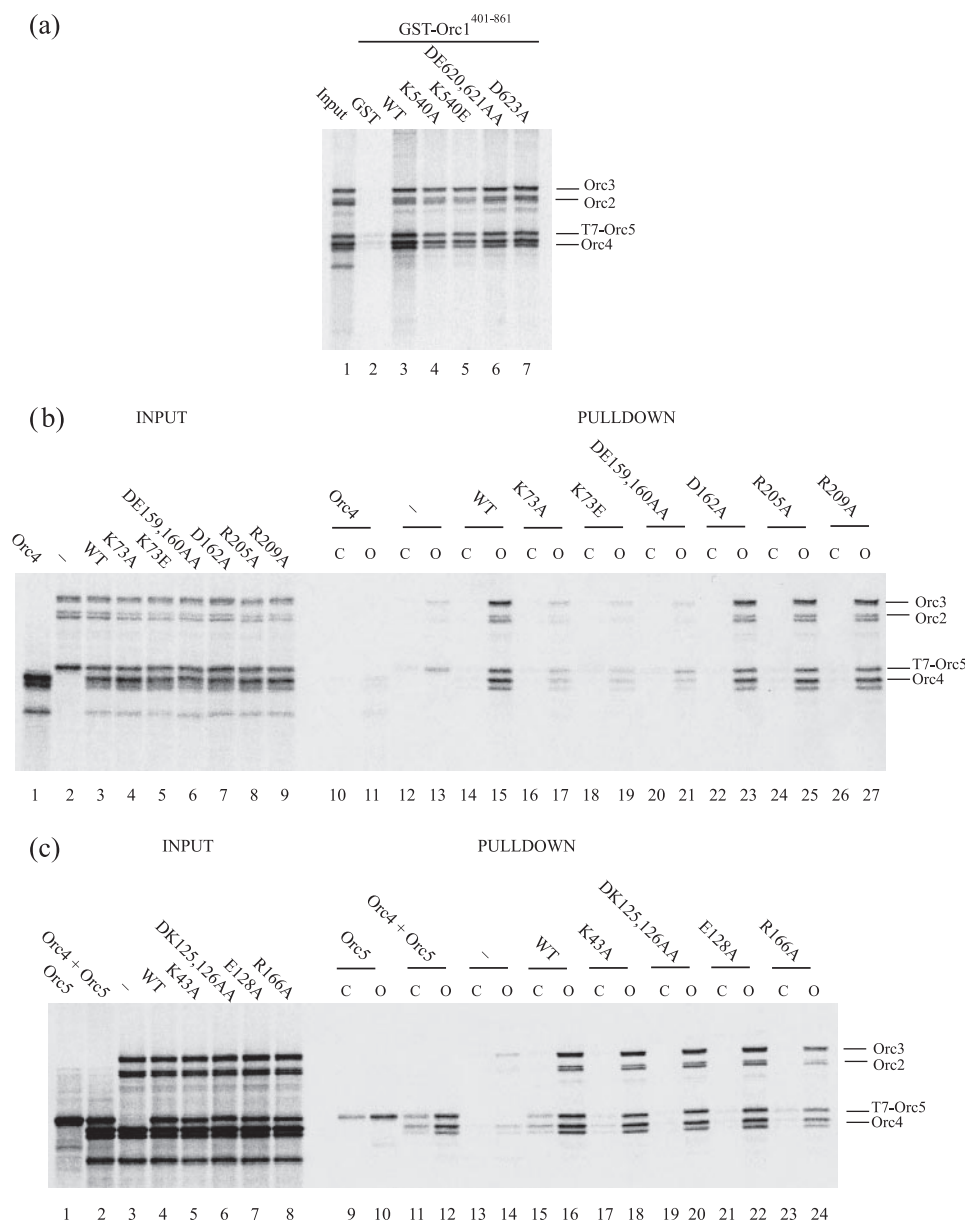 (a)
GST-Orc1401-861
Input
GST
WT
K540A
K540E
DE620,621AA
D623A
Orc3
Orc2
T7-Orc5
Orc4
1 2 3 4 5 6 7
(b)
INPUT
PULLDOWN
Orc4
–
WT
K73A
K73E
DE159,160AA
D162A
R205A
R209A
Orc4
–
WT
K73A
K73E
DE159,160AA
D162A
R205A
R209A
C O C O C O C O C O C O C O C O C O
Orc3
Orc2
T7-Orc5
Orc4
1 2 3 4 5 6 7 8 9 10 11 12 13 14 15 16 17 18 19 20 21 22 23 24 25 26 27
(c)
INPUT
PULLDOWN
Orc5
Orc4 + Orc5
–
WT
K43A
DK125,126AA
E128A
R166A
Orc5
Orc4 + Orc5
–
WT
K43A
DK125,126AA
E128A
R166A
C O C O C O C O C O C O C O C O
Orc3
Orc2
T7-Orc5
Orc4
1 2 3 4 5 6 7 8 9 10 11 12 13 14 15 16 17 18 19 20 21 22 23 24